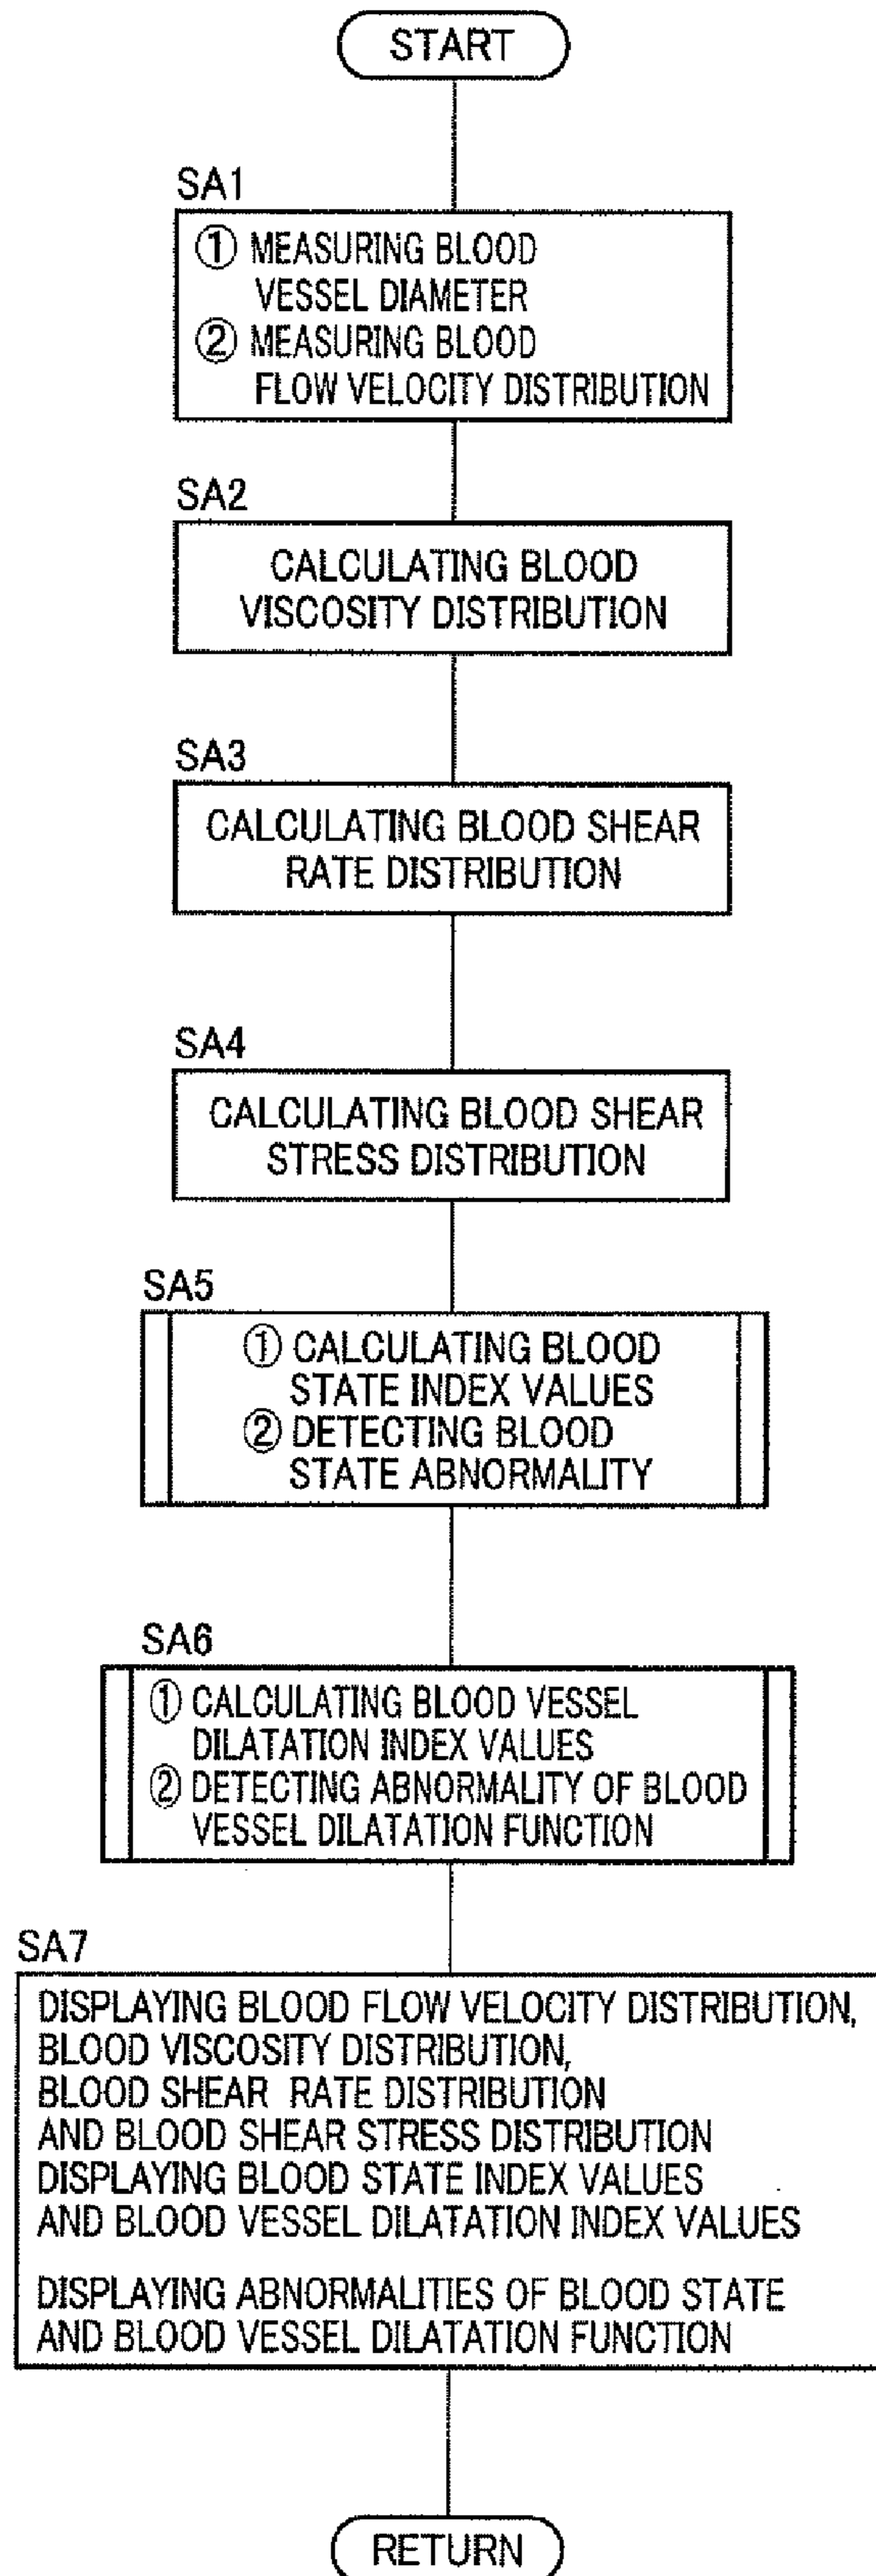 START
SA1
① MEASURING BLOOD
VESSEL DIAMETER
② MEASURING BLOOD
FLOW VELOCITY DISTRIBUTION
SA2
CALCULATING BLOOD
VISCOSITY DISTRIBUTION
SA3
CALCULATING BLOOD SHEAR
RATE DISTRIBUTION
SA4
CALCULATING BLOOD SHEAR
STRESS DISTRIBUTION
SA5
① CALCULATING BLOOD
STATE INDEX VALUES
② DETECTING BLOOD
STATE ABNORMALITY
SA6
① CALCULATING BLOOD VESSEL
DILATATION INDEX VALUES
② DETECTING ABNORMALITY OF BLOOD
VESSEL DILATATION FUNCTION
SA7
DISPLAYING BLOOD FLOW VELOCITY DISTRIBUTION,
BLOOD VISCOSITY DISTRIBUTION,
BLOOD SHEAR RATE DISTRIBUTION
AND BLOOD SHEAR STRESS DISTRIBUTION
DISPLAYING BLOOD STATE INDEX VALUES
AND BLOOD VESSEL DILATATION INDEX VALUES
DISPLAYING ABNORMALITIES OF BLOOD STATE
AND BLOOD VESSEL DILATATION FUNCTION
RETURN